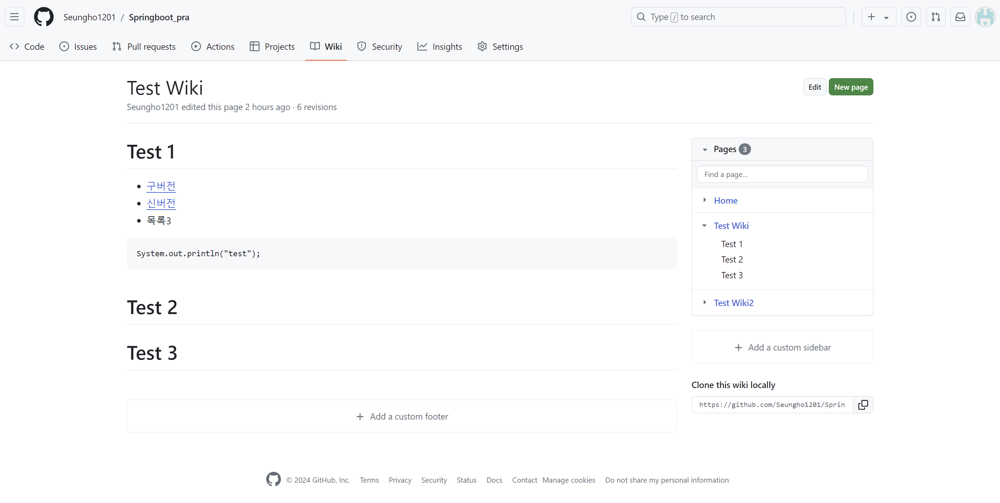 Seungho1201 / Springboot_pra
Type / to search
Code Issues Pull requests Actions Projects Wiki Security Insights Settings
Test Wiki
Edit New page
Seungho1201 edited this page 2 hours ago · 6 revisions
Test 1
구버전
신버전
목록3
System.out.println("test");
Test 2
Test 3
Add a custom footer
Pages 3
Find a page...
Home
Test Wiki
Test 1
Test 2
Test 3
Test Wiki2
Add a custom sidebar
Clone this wiki locally
https://github.com/Seungho1201/Sprin
© 2024 GitHub, Inc. Terms Privacy Security Status Docs Contact Manage cookies Do not share my personal information